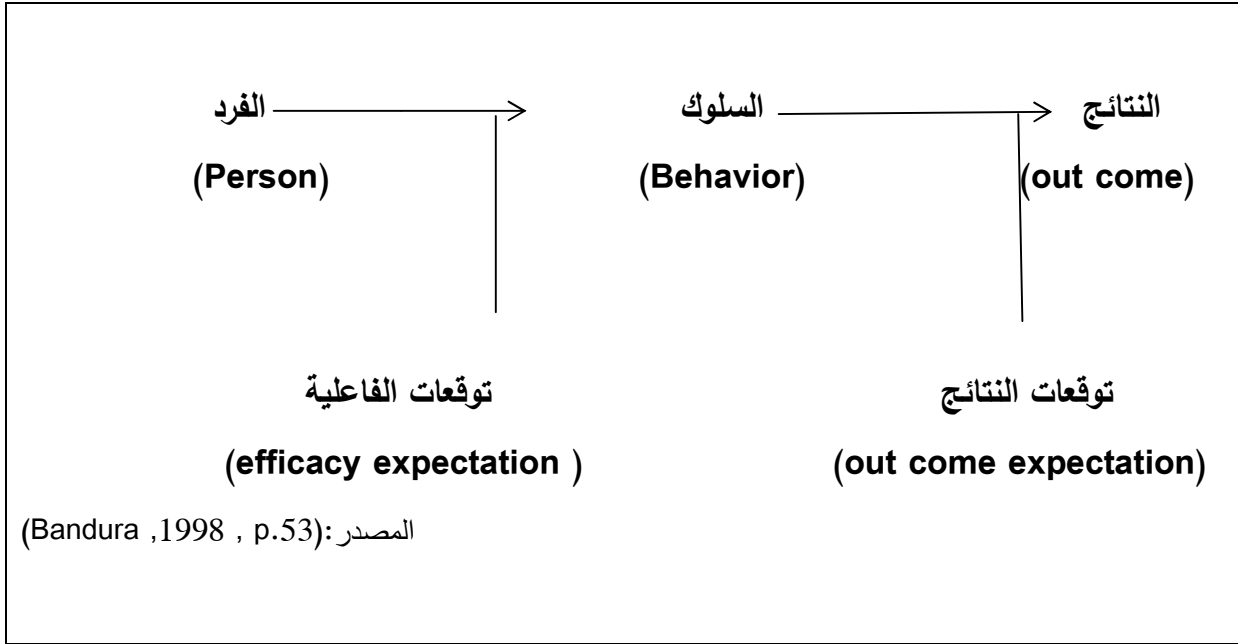 الفرد السلوك النتائج
(Person) (Behavior) (out come)
توقعات الفاعلية توقعات النتائج
(efficacy expectation ) (out come expectation)
المصدر:(Bandura ,1998 , p.53)